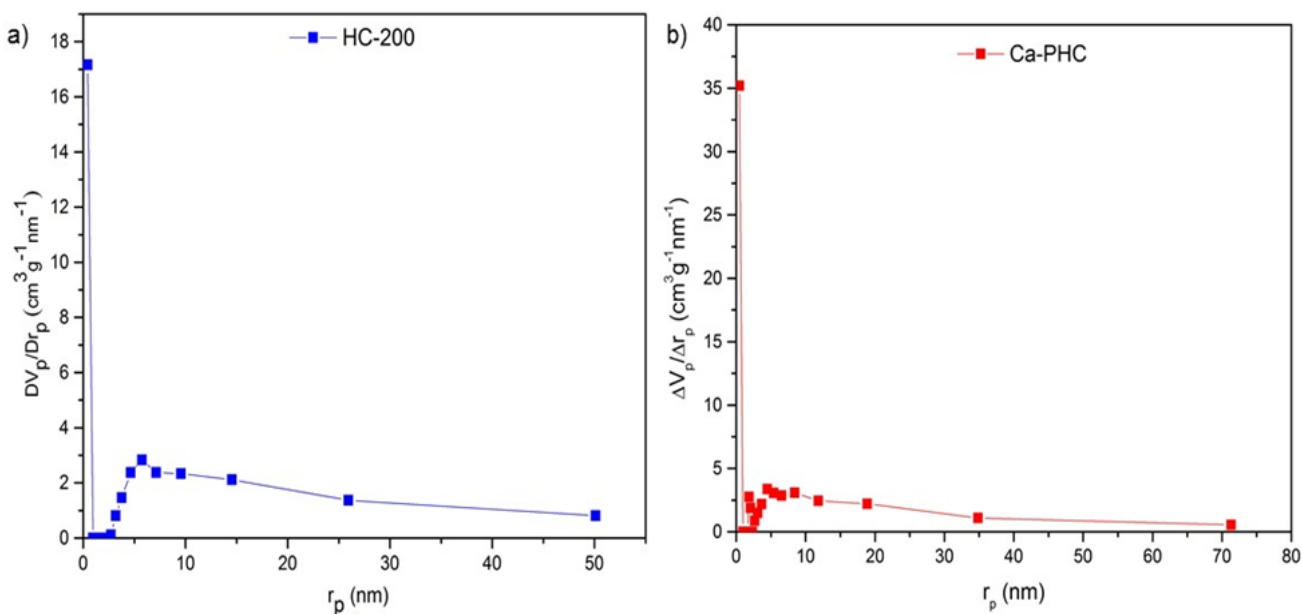 a)
HC-200
18
16
14
12
10
8
6
4
2
0
DVp/Drp (cm³g⁻¹nm⁻¹)
0 10 20 30 40 50
rp (nm)
b)
Ca-PHC
40
35
30
25
20
15
10
5
0
ΔVp/Δrp (cm³g⁻¹nm⁻¹)
0 10 20 30 40 50 60 70 80
rp (nm)